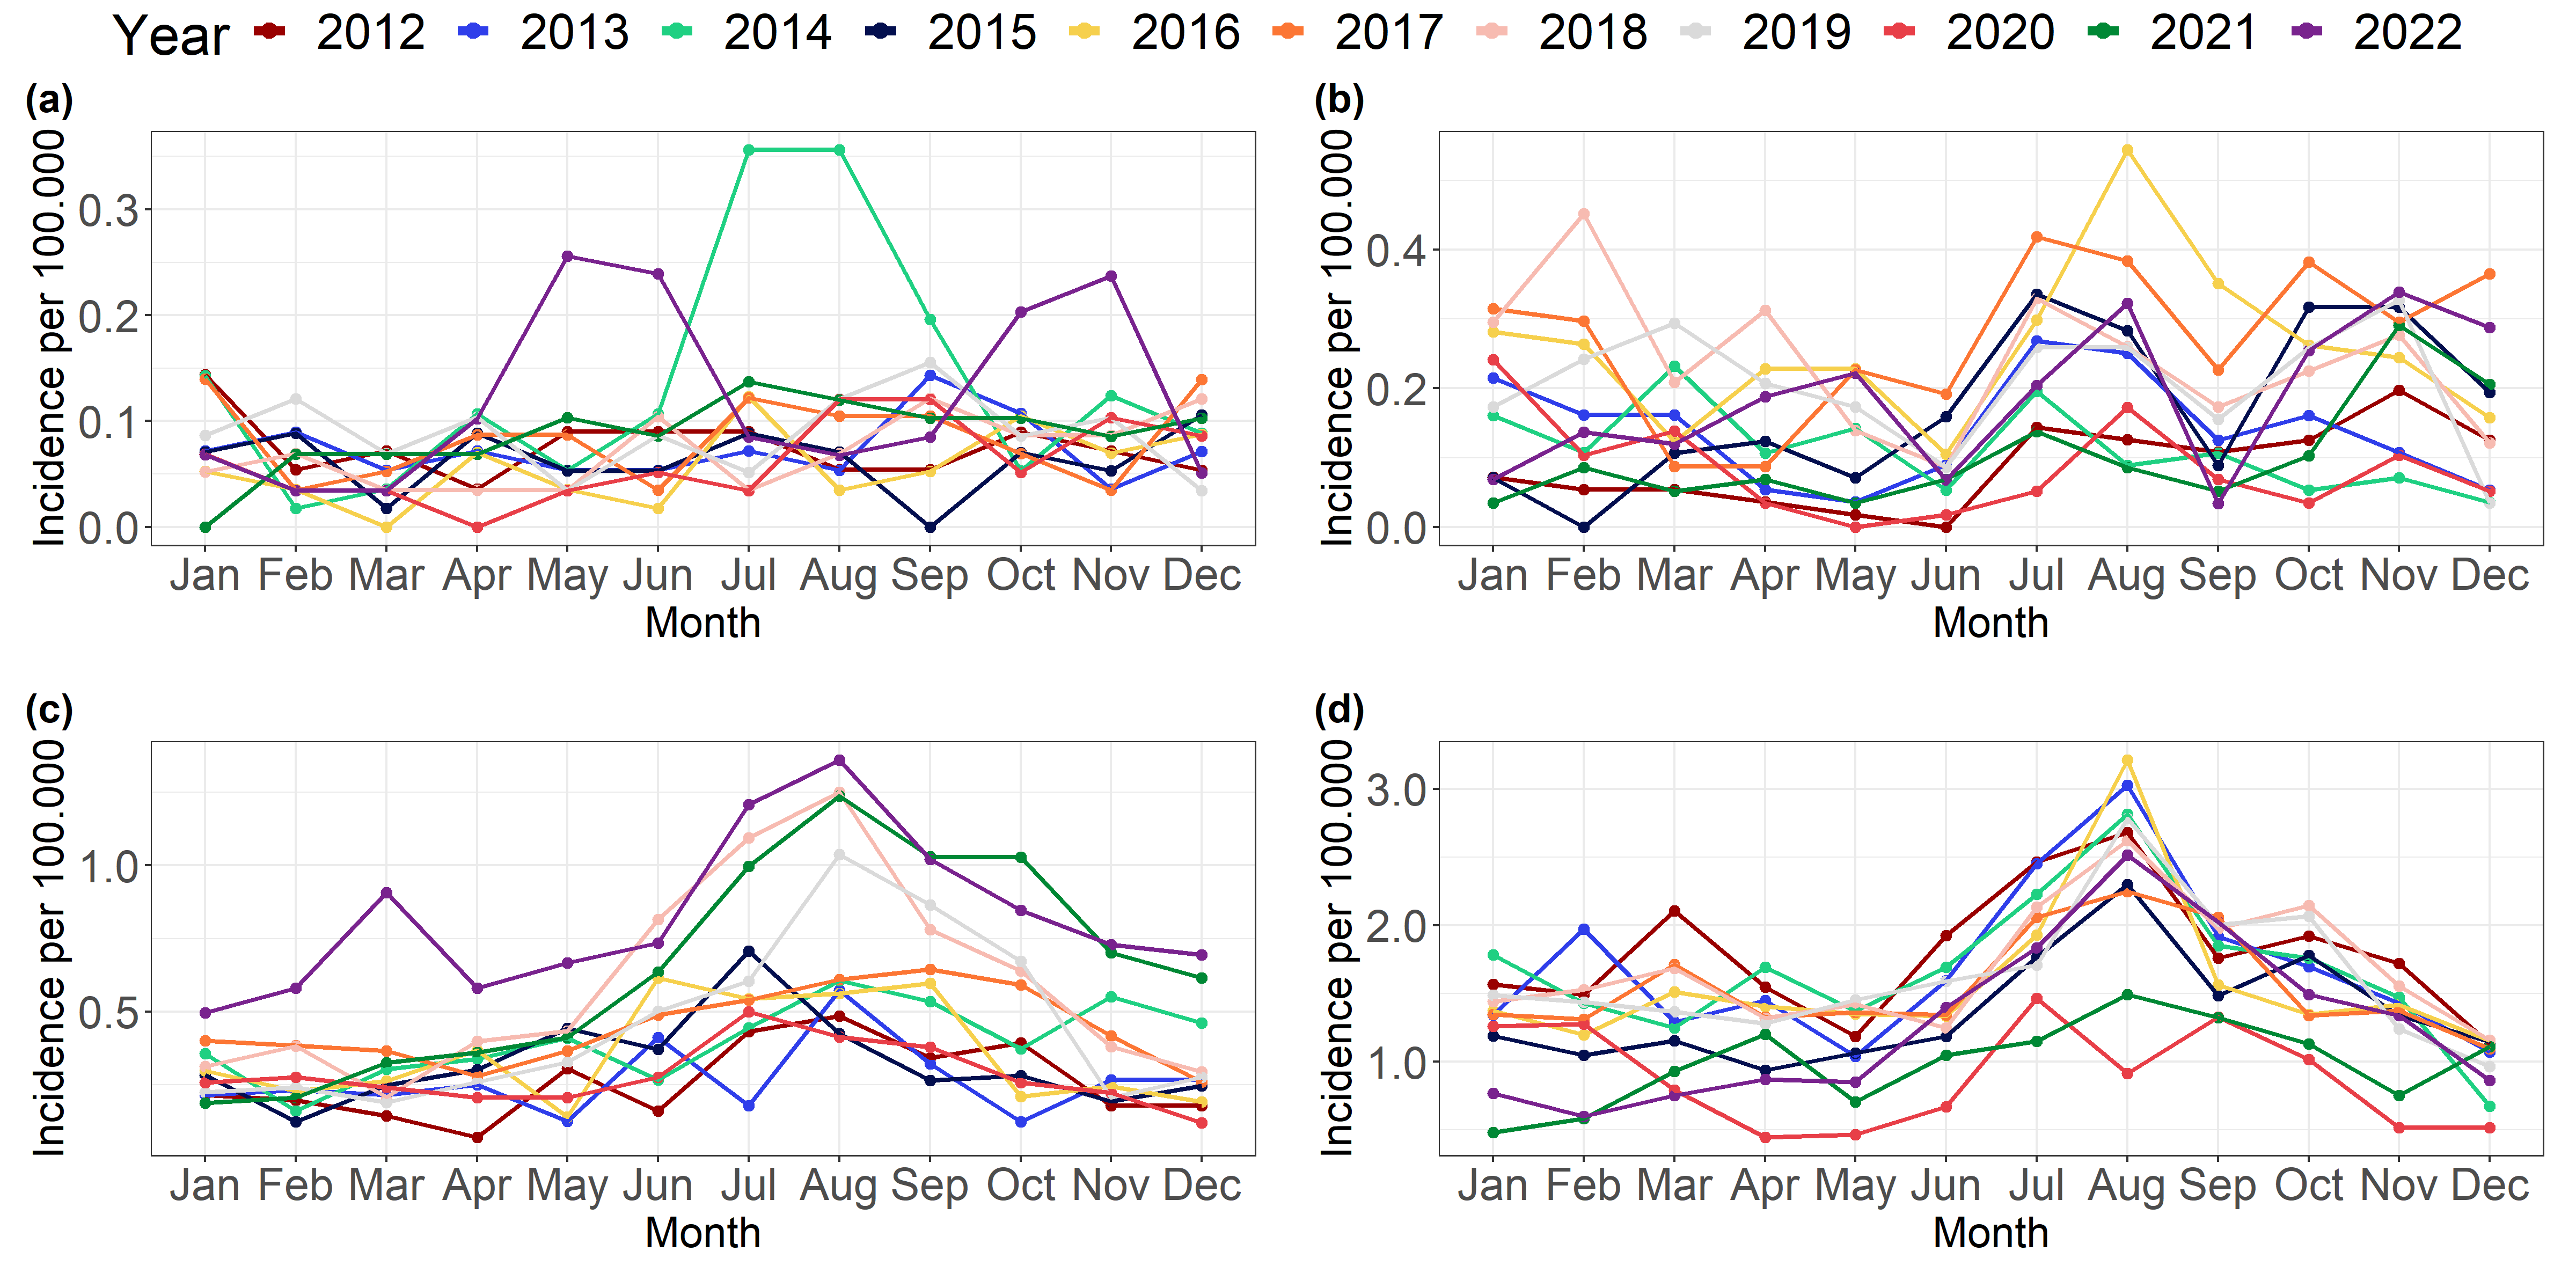 Year 2012 2013 2014 2015 2016 2017 2018 2019 2020 2021 2022
(a)
Incidence per 100.000
0.3
0.2
0.1
0.0
Jan Feb Mar Apr May Jun Jul Aug Sep Oct Nov Dec
Month
(b)
Incidence per 100.000
0.4
0.2
0.0
Jan Feb Mar Apr May Jun Jul Aug Sep Oct Nov Dec
Month
(c)
Incidence per 100.000
1.0
0.5
Jan Feb Mar Apr May Jun Jul Aug Sep Oct Nov Dec
Month
(d)
Incidence per 100.000
3.0
2.0
1.0
Jan Feb Mar Apr May Jun Jul Aug Sep Oct Nov Dec
Month